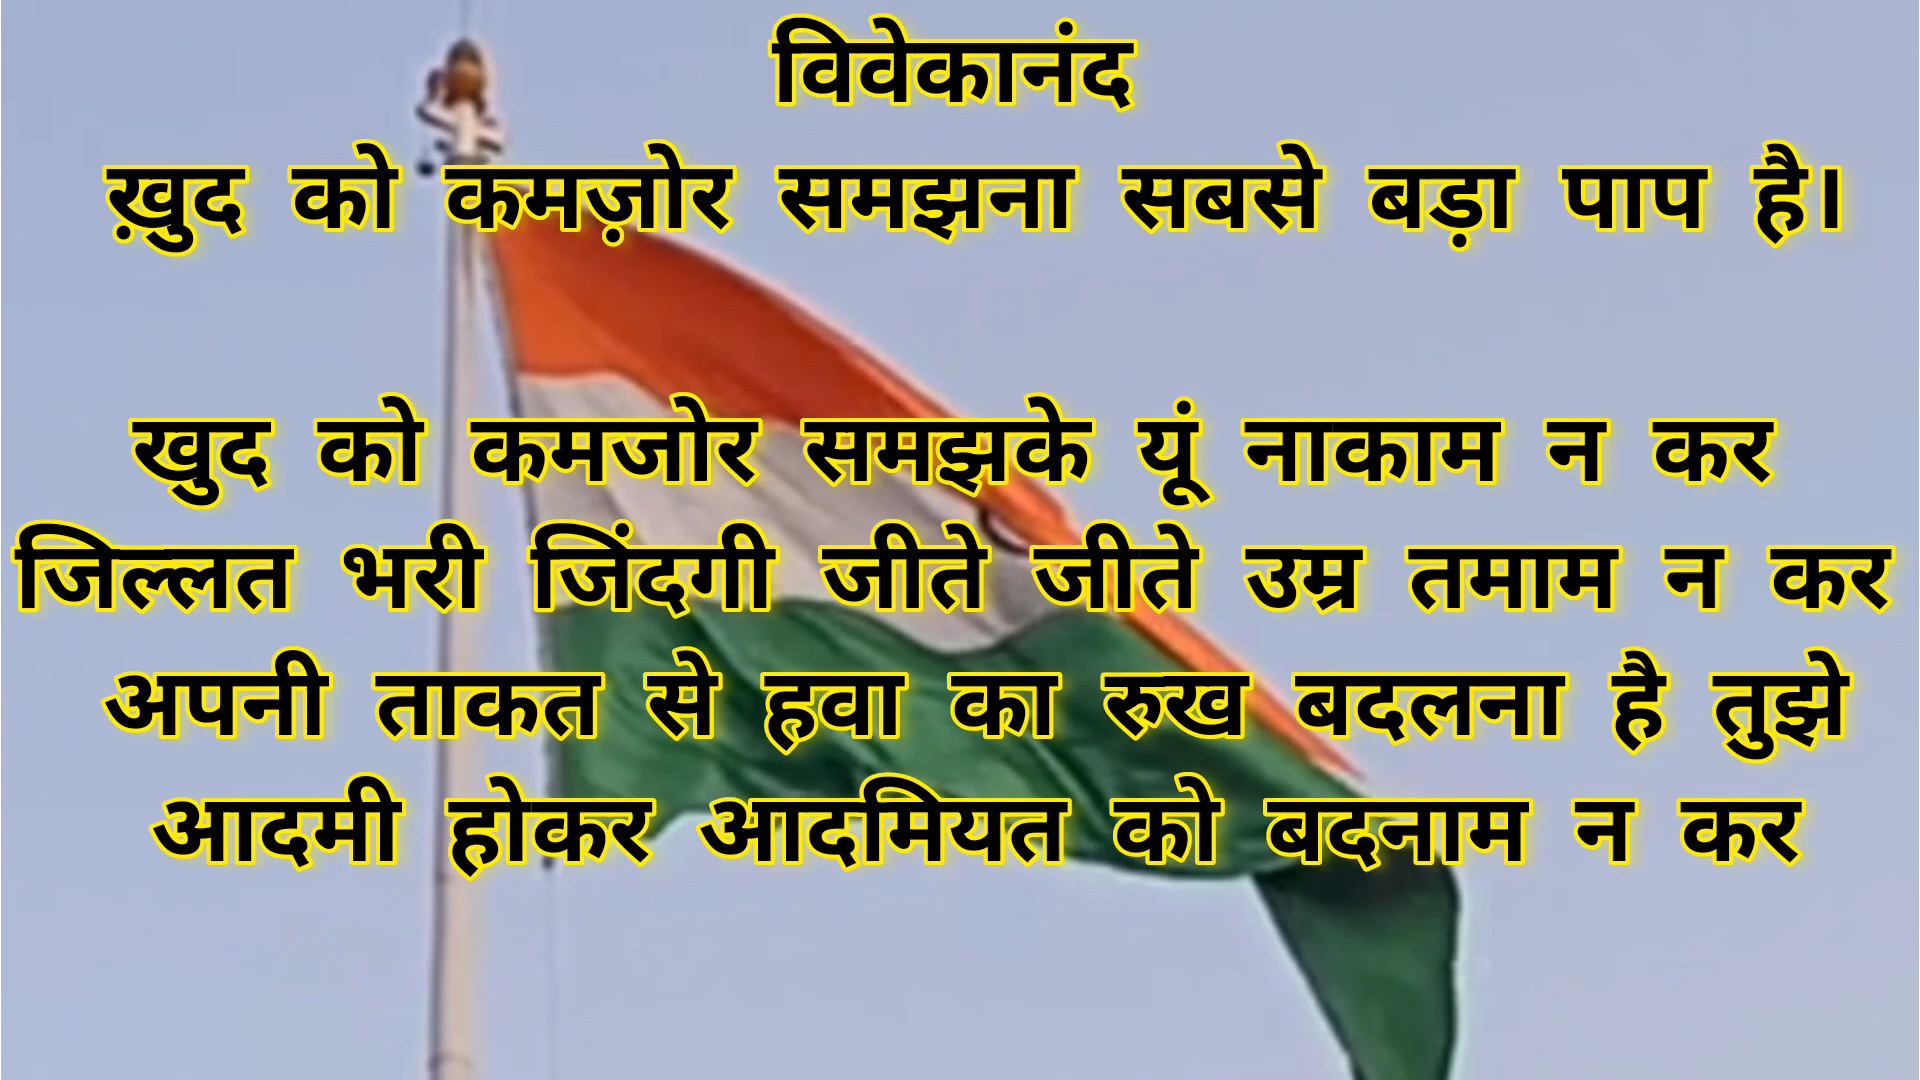 विवेकानंद
ख़ुद को कमज़ोर समझना सबसे बड़ा पाप है।
खुद को कमजोर समझके यूं नाकाम न कर
जिल्लत भरी जिंदगी जीते जीते उम्र तमाम न कर
अपनी ताकत से हवा का रुख बदलना है तुझे
आदमी होकर आदमियत को बदनाम न कर